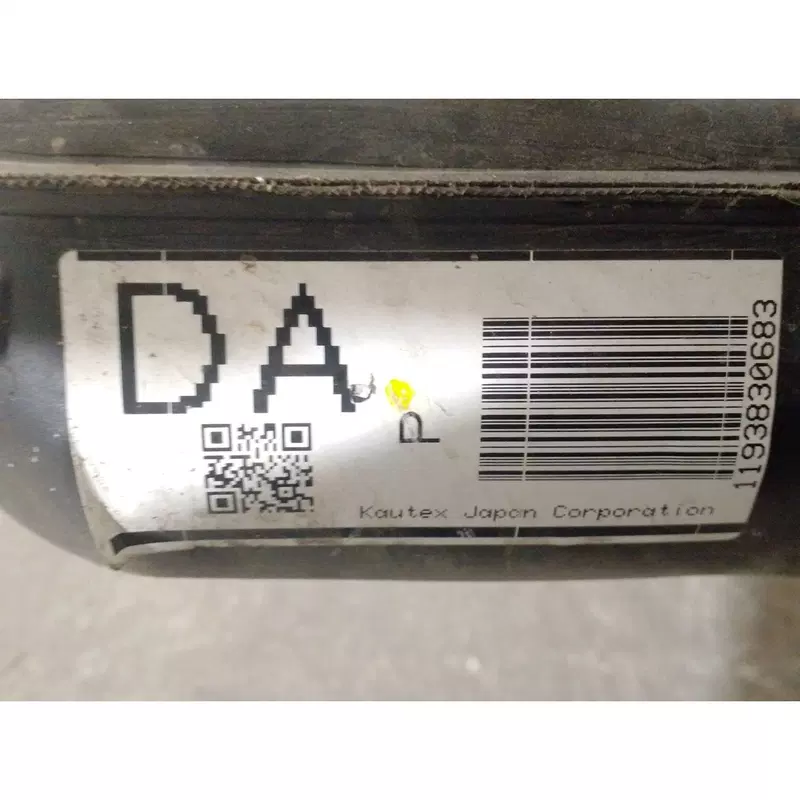 DA
P
1193830683
Kautex Japan Corporation